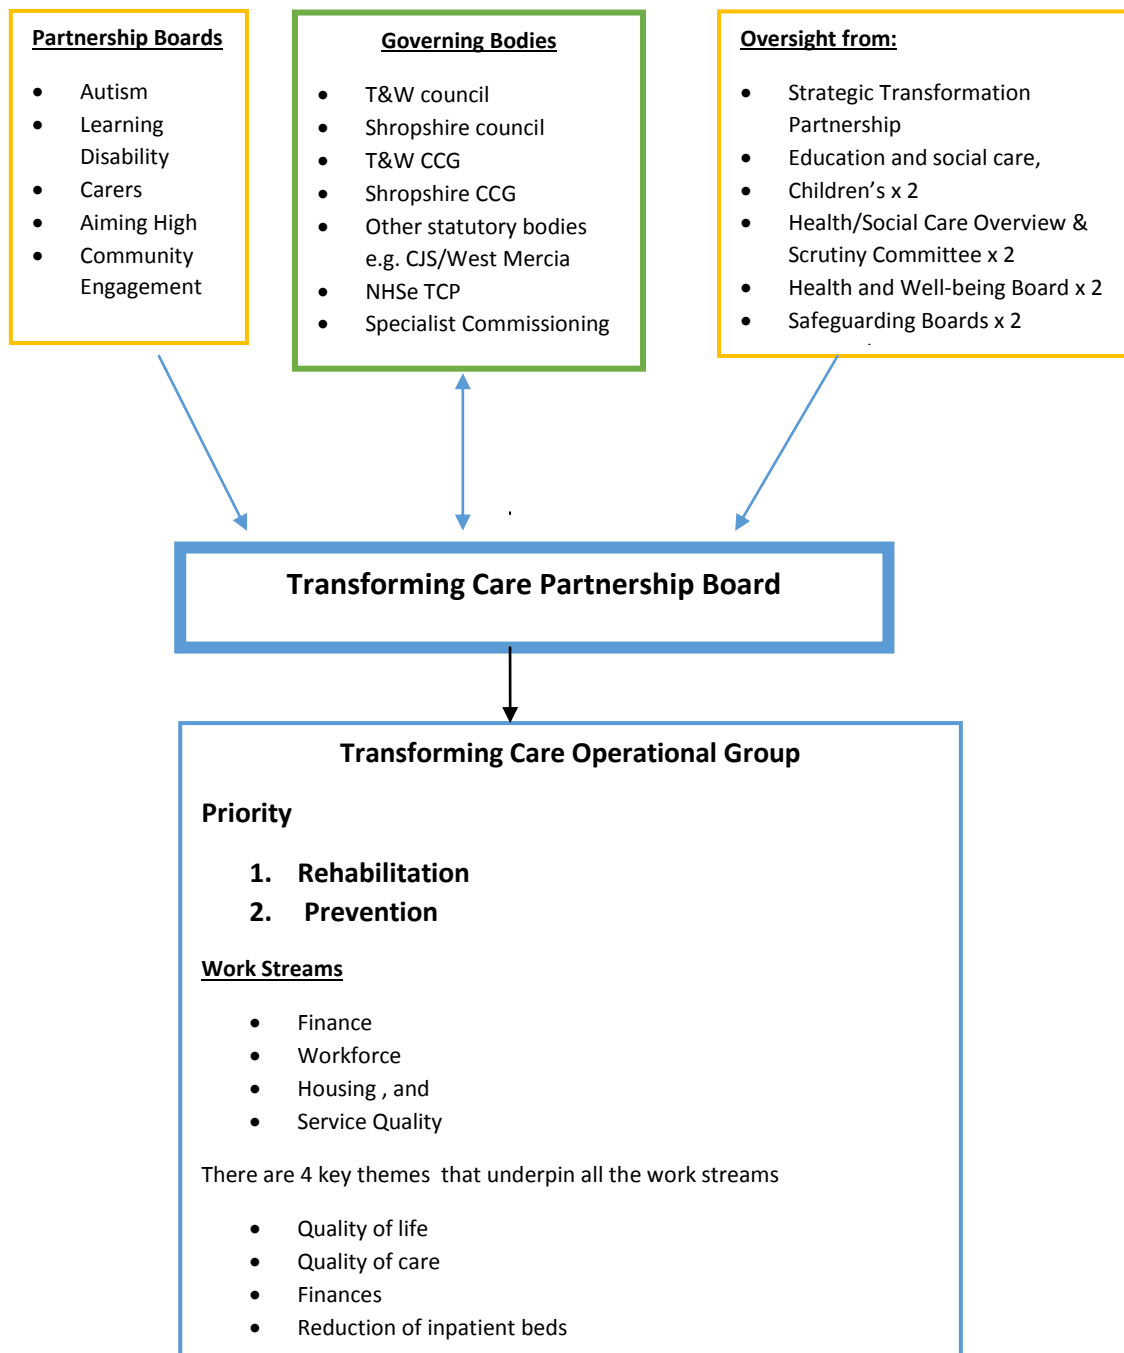 Partnership Boards
• Autism
• Learning
Disability
• Carers
• Aiming High
• Community
Engagement
Governing Bodies
• T&W council
• Shropshire council
• T&W CCG
• Shropshire CCG
• Other statutory bodies
e.g. CJS/West Mercia
• NHSe TCP
• Specialist Commissioning
Oversight from:
• Strategic Transformation
Partnership
• Education and social care,
• Children’s x 2
• Health/Social Care Overview &
Scrutiny Committee x 2
• Health and Well-being Board x 2
• Safeguarding Boards x 2
Transforming Care Partnership Board
Transforming Care Operational Group
Priority
1. Rehabilitation
2. Prevention
Work Streams
• Finance
• Workforce
• Housing , and
• Service Quality
There are 4 key themes that underpin all the work streams
• Quality of life
• Quality of care
• Finances
• Reduction of inpatient beds